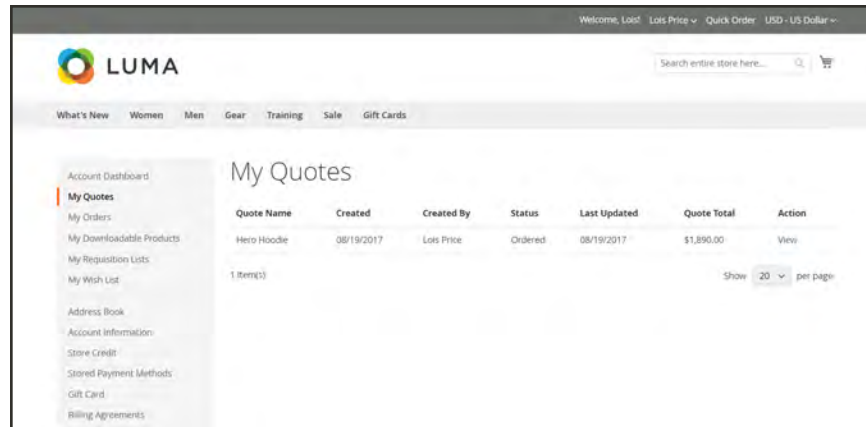 Welcome, Lois! Lois Price Quick Order USD - US Dollar
LUMA
Search entire store here...
What's New Women Men Gear Training Sale Gift Cards
Account Dashboard
My Quotes
My Orders
My Downloadable Products
My Requisition Lists
My Wish List
Address Book
Account Information
Store Credit
Stored Payment Methods
Gift Card
Billing Agreements
My Quotes
Quote Name Created Created By Status Last Updated Quote Total Action
Hero Hoodie 08/19/2017 Lois Price Ordered 08/19/2017 $1,890.00 View
1 Item(s) Show 20 per page